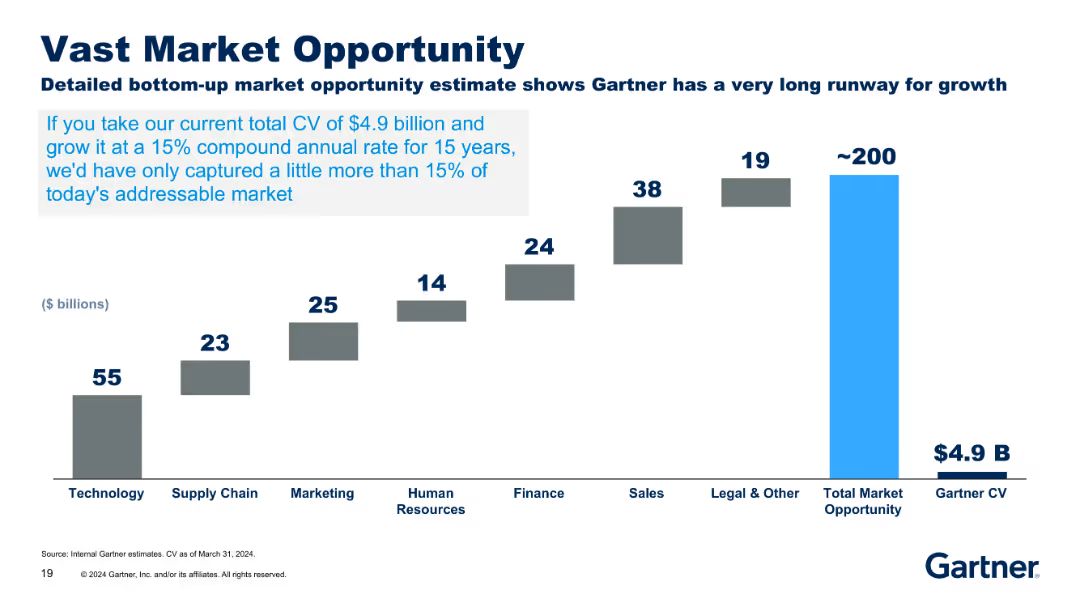 Vast Market Opportunity
Detailed bottom-up market opportunity estimate shows Gartner has a very long runway for growth
If you take our current total CV of $4.9 billion and
grow it at a 15% compound annual rate for 15 years,
we'd have only captured a little more than 15% of
today's addressable market
($ billions)
55
23
25
14
24
38
19
~200
$4.9 B
Technology
Supply Chain
Marketing
Human
Resources
Finance
Sales
Legal & Other
Total Market
Opportunity
Gartner CV
Source: Internal Gartner estimates. CV as of March 31, 2024.
19
© 2024 Gartner, Inc. and/or its affiliates. All rights reserved.
Gartner®